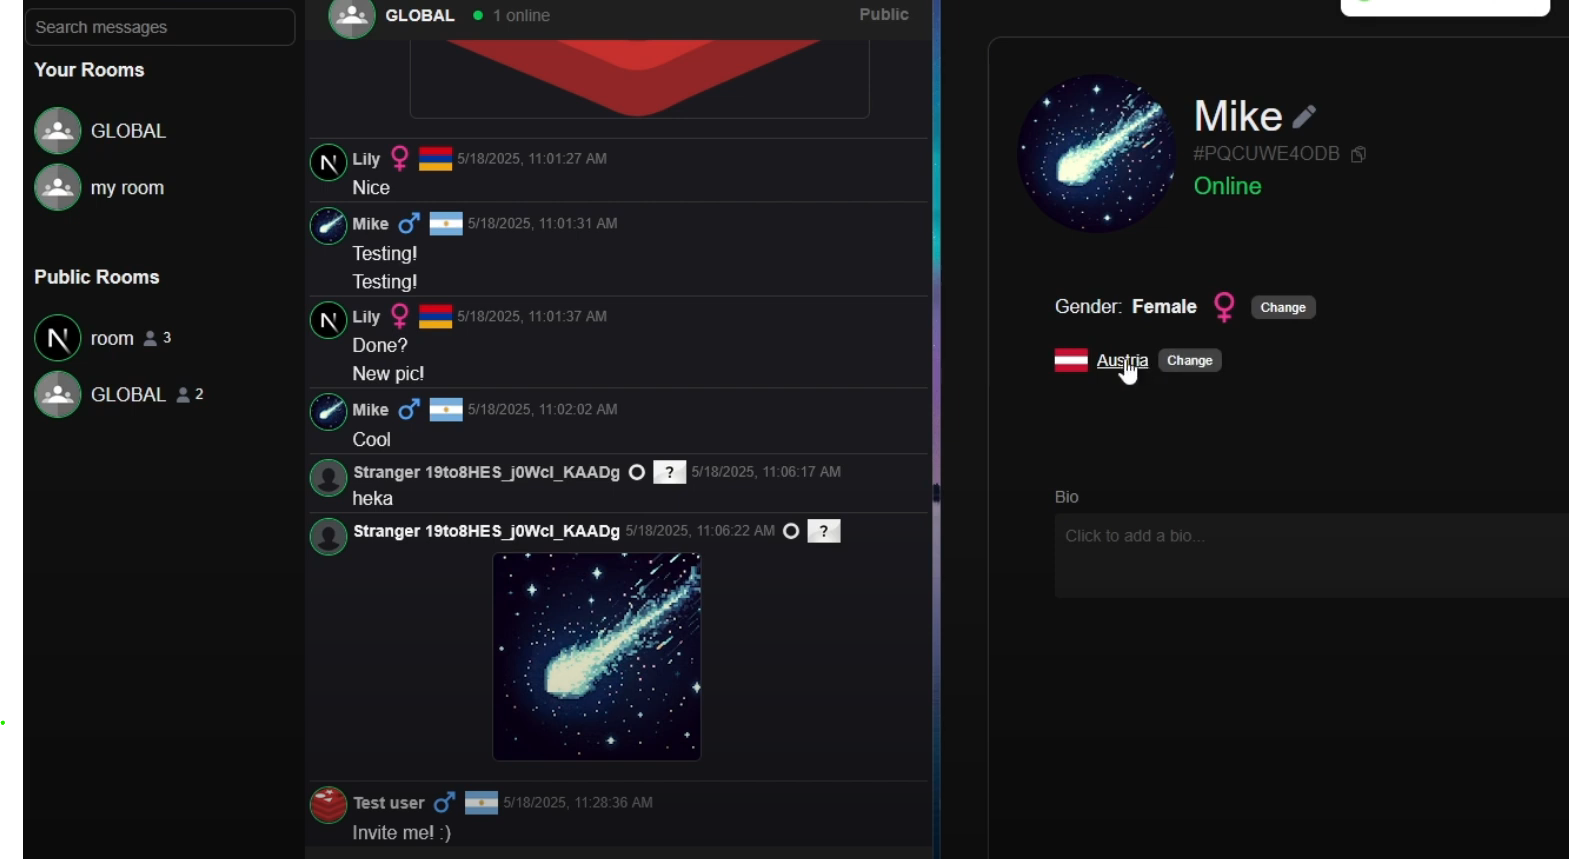 Search messages
Your Rooms
GLOBAL
my room
Public Rooms
room 3
GLOBAL 2
GLOBAL 1 online Public
Lily 5/18/2025, 11:01:27 AM
Nice
Mike 5/18/2025, 11:01:31 AM
Testing!
Testing!
Lily 5/18/2025, 11:01:37 AM
Done?
New pic!
Mike 5/18/2025, 11:02:02 AM
Cool
Stranger 19to8HES_j0WcI_KAADg ? 5/18/2025, 11:06:17 AM
heka
Stranger 19to8HES_j0WcI_KAADg 5/18/2025, 11:06:22 AM ?
Test user 5/18/2025, 11:28:36 AM
Invite me! :)
Mike
#PQCUWE4ODB
Online
Gender: Female Change
Austria Change
Bio
Click to add a bio...